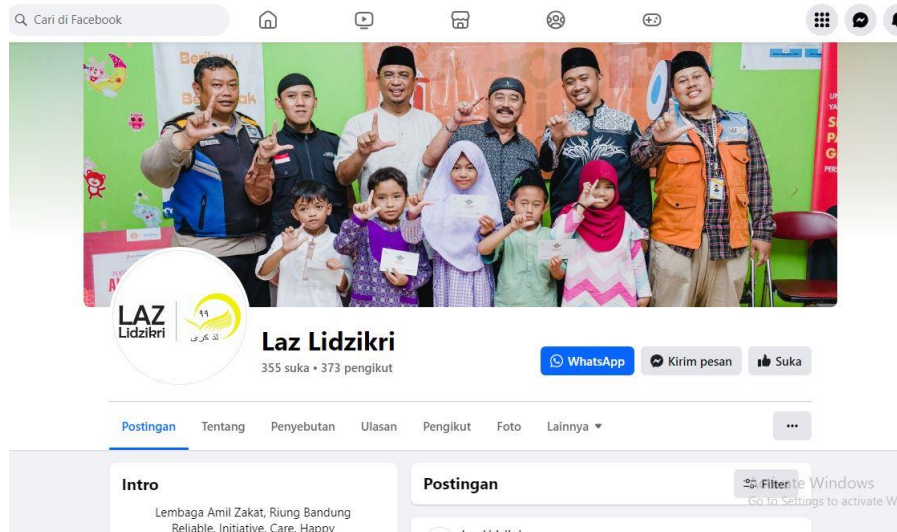 Cari di Facebook
LAZ
Lidzikri
٩٩
لذكرى
Laz Lidzikri
355 suka • 373 pengikut
WhatsApp
Kirim pesan
Suka
Postingan
Tentang
Penyebutan
Ulasan
Pengikut
Foto
Lainnya
Intro
Lembaga Amil Zakat, Riung Bandung
Reliable, Initiative, Care, Happy
Postingan
Filter
Windows
Go to Settings to activate W